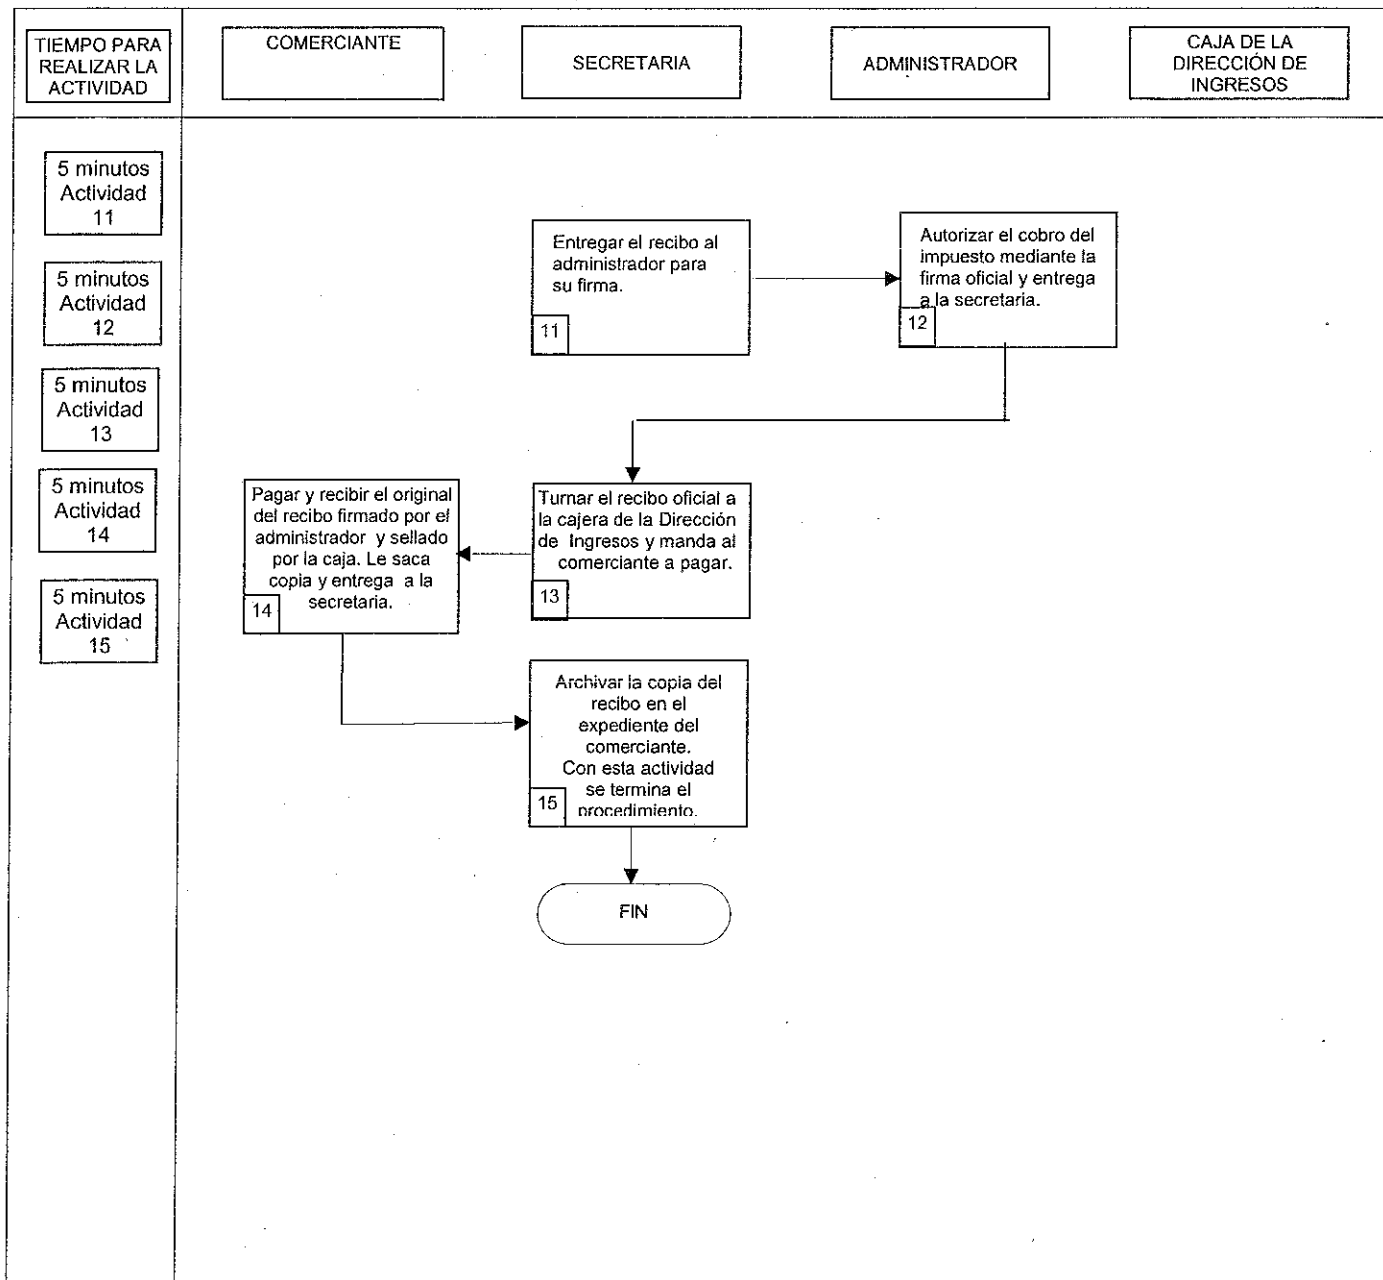 TIEMPO PARA
REALIZAR LA
ACTIVIDAD
COMERCIANTE
SECRETARIA
ADMINISTRADOR
CAJA DE LA
DIRECCIÓN DE
INGRESOS
5 minutos
Actividad
11
5 minutos
Actividad
12
5 minutos
Actividad
13
5 minutos
Actividad
14
5 minutos
Actividad
15
Entregar el recibo al
administrador para
su firma.
11
Autorizar el cobro del
impuesto mediante la
firma oficial y entrega
a la secretaria.
12
Turnar el recibo oficial a
la cajera de la Dirección
de Ingresos y manda al
comerciante a pagar.
13
Pagar y recibir el original
del recibo firmado por el
administrador y sellado
por la caja. Le saca
copia y entrega a la
secretaria.
14
Archivar la copia del
recibo en el
expediente del
comerciante.
Con esta actividad
se termina el
procedimiento.
15
FIN